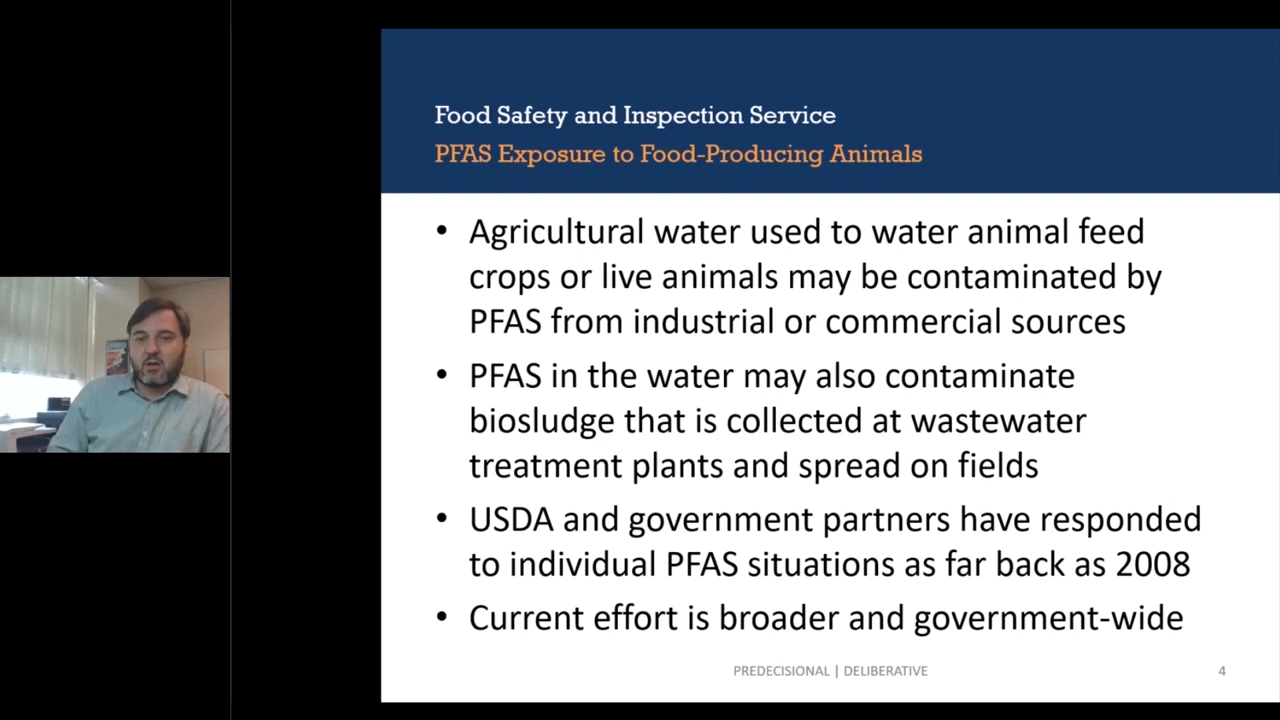 Food Safety and Inspection Service
PFAS Exposure to Food-Producing Animals
• Agricultural water used to water animal feed
crops or live animals may be contaminated by
PFAS from industrial or commercial sources
• PFAS in the water may also contaminate
biosludge that is collected at wastewater
treatment plants and spread on fields
• USDA and government partners have responded
to individual PFAS situations as far back as 2008
• Current effort is broader and government-wide
PREDECISIONAL | DELIBERATIVE
4